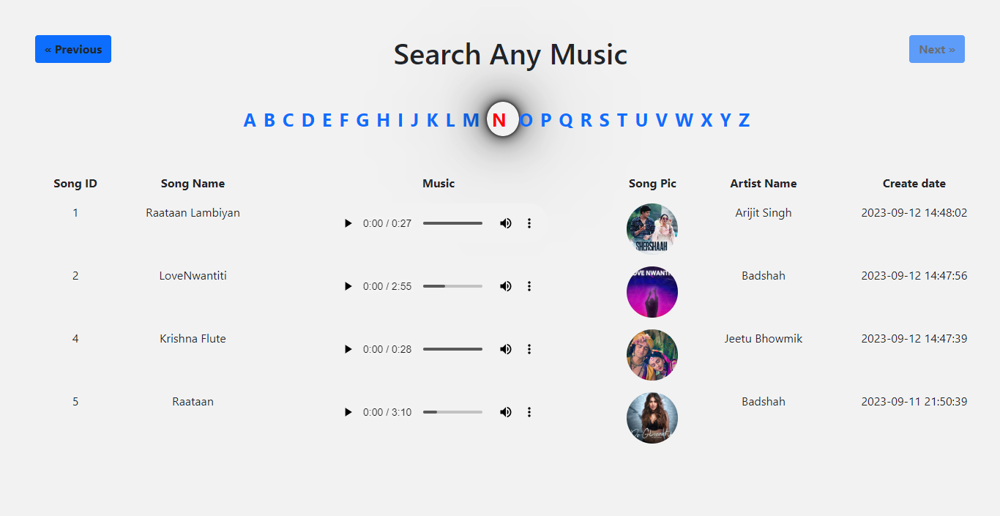 « Previous
Search Any Music
Next »
A B C D E F G H I J K L M N O P Q R S T U V W X Y Z
Song ID Song Name Music Song Pic Artist Name Create date
1 Raataan Lambiyan 0:00 / 0:27 Arijit Singh 2023-09-12 14:48:02
SHERSHAAH
2 LoveNwantiti 0:00 / 2:55 Badshah 2023-09-12 14:47:56
NWANTI
4 Krishna Flute 0:00 / 0:28 Jeetu Bhowmik 2023-09-12 14:47:39
5 Raataan 0:00 / 3:10 Badshah 2023-09-11 21:50:39